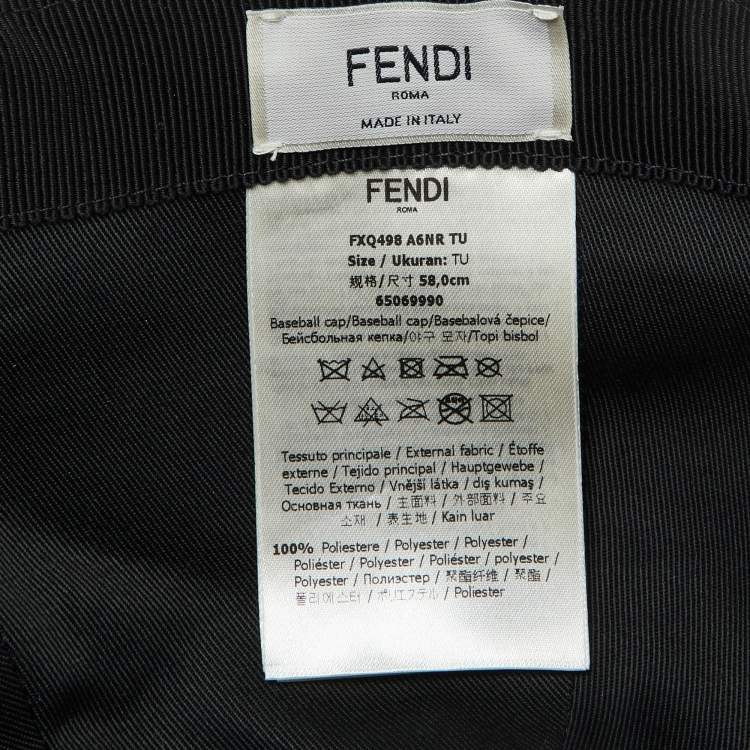 FENDI
ROMA
MADE IN ITALY
FENDI
ROMA
FXQ498 A6NR TU
Size / Ukuran: TU
规格/尺寸 58,0cm
65069990
Baseball cap/Baseball cap/Basebalová čepice/
Бейсбольная кепка/야구 모자/Topi bisbol
Tessuto principale / External fabric / Étoffe
externe / Tejido principal / Hauptgewebe /
Tecido Externo / Vnější látka / dış kumaş /
Основная ткань / 主面料 / 外部面料 / 주요
소재 / 表生地 / Kain luar
100% Poliestere / Polyester / Polyester /
Poliéster / Polyester / Poliéster / polyester /
Polyester / Полиэстер / 聚酯纤维 / 聚酯 /
폴리에스터 / ポリエステル / Poliester